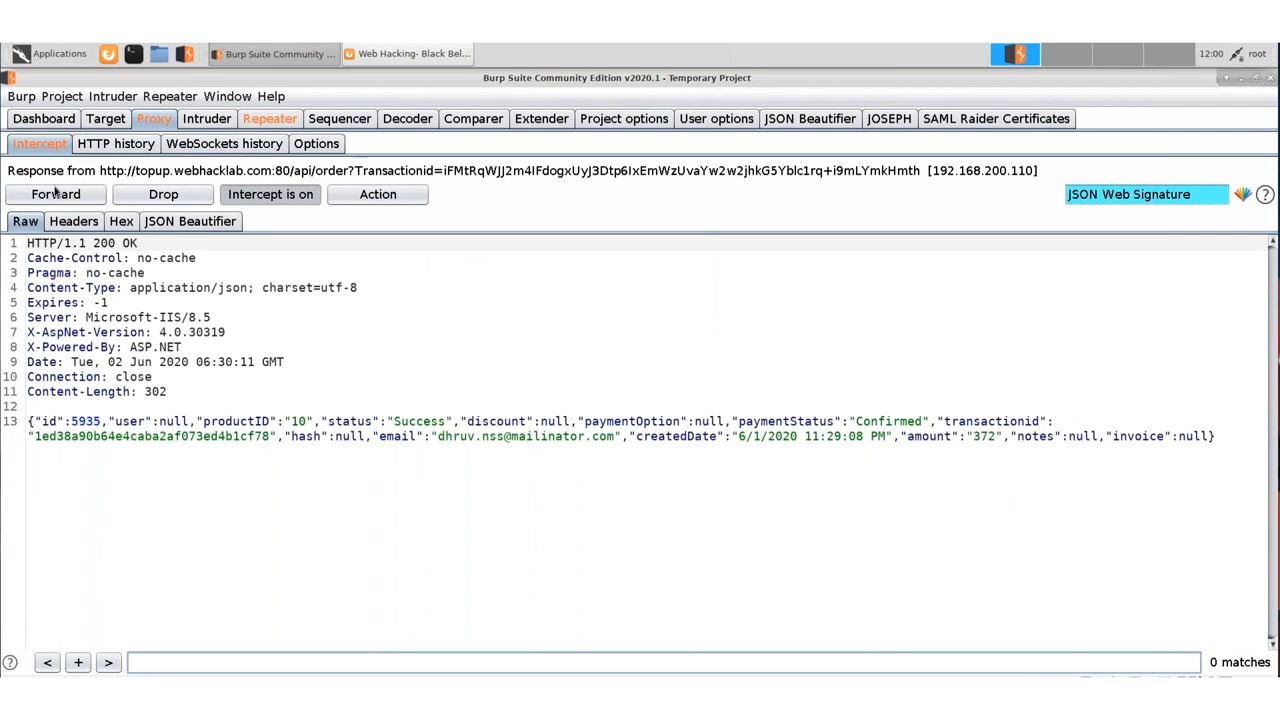 Applications Burp Suite Community ... Web Hacking- Black Bel... 12:00 root
Burp Suite Community Edition v2020.1 - Temporary Project
Burp Project Intruder Repeater Window Help
Dashboard Target Proxy Intruder Repeater Sequencer Decoder Comparer Extender Project options User options JSON Beautifier JOSEPH SAML Raider Certificates
Intercept HTTP history WebSockets history Options
Response from http://topup.webhacklab.com:80/api/order?Transactionid=iFMtRqWJJ2m4IFdogxUyJ3Dtp6IxEmWzUvaYw2w2jhkG5Yblc1rq+i9mLYmkHmth [192.168.200.110]
Forward Drop Intercept is on Action JSON Web Signature ?
Raw Headers Hex JSON Beautifier
1 HTTP/1.1 200 OK
2 Cache-Control: no-cache
3 Pragma: no-cache
4 Content-Type: application/json; charset=utf-8
5 Expires: -1
6 Server: Microsoft-IIS/8.5
7 X-AspNet-Version: 4.0.30319
8 X-Powered-By: ASP.NET
9 Date: Tue, 02 Jun 2020 06:30:11 GMT
10 Connection: close
11 Content-Length: 302
12
13 {"id":5935,"user":null,"productID":"10","status":"Success","discount":null,"paymentOption":null,"paymentStatus":"Confirmed","transactionid":
"1ed38a90b64e4caba2af073ed4b1cf78","hash":null,"email":"dhruv.nss@mailinator.com","createdDate":"6/1/2020 11:29:08 PM","amount":"372","notes":null,"invoice":null}
? < + > 0 matches